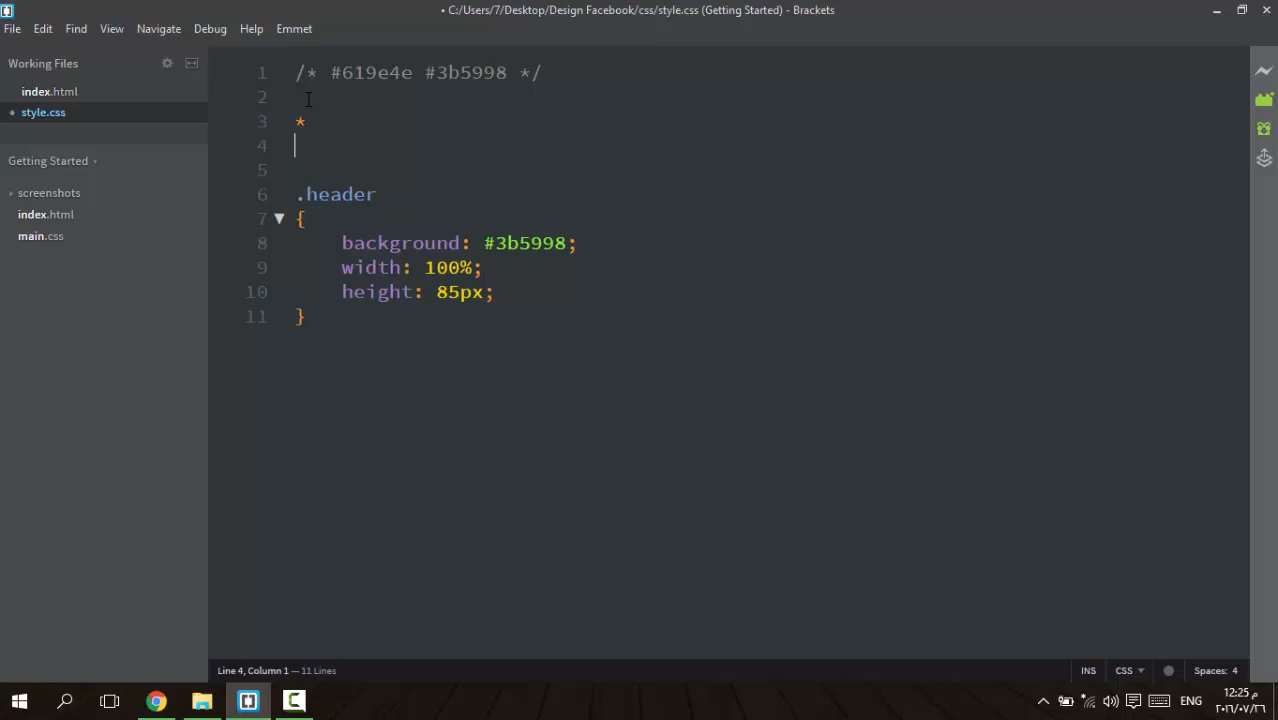 • C:/Users/7/Desktop/Design Facebook/css/style.css (Getting Started) - Brackets
File Edit Find View Navigate Debug Help Emmet
Working Files
index.html
• style.css
Getting Started
screenshots
index.html
main.css
1 /* #619e4e #3b5998 */
2
3 *
4
5
6 .header
7 {
8 background: #3b5998;
9 width: 100%;
10 height: 85px;
11 }
Line 4, Column 1 — 11 Lines
INS CSS Spaces: 4
ENG
12:25 م
٢٠١٦/٠٧/٢٦